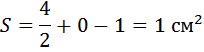 S = 4/2 + 0 − 1 = 1 см²